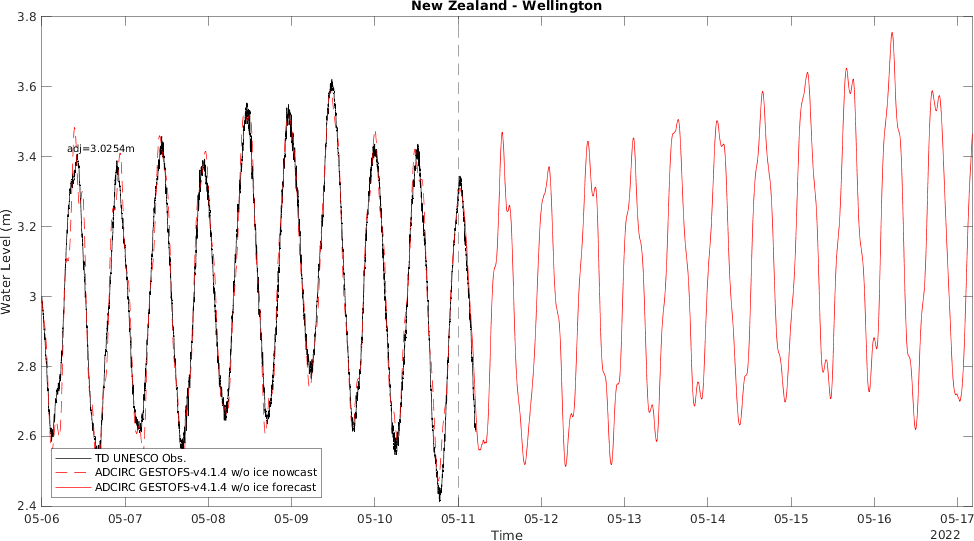 New Zealand - Wellington
3.8
3.6
3.4
3.2
3
2.8
2.6
2.4
Water Level (m)
adj=3.0254m
TD UNESCO Obs.
ADCIRC GESTOFS-v4.1.4 w/o ice nowcast
ADCIRC GESTOFS-v4.1.4 w/o ice forecast
05-06 05-07 05-08 05-09 05-10 05-11 05-12 05-13 05-14 05-15 05-16 05-17
Time
2022